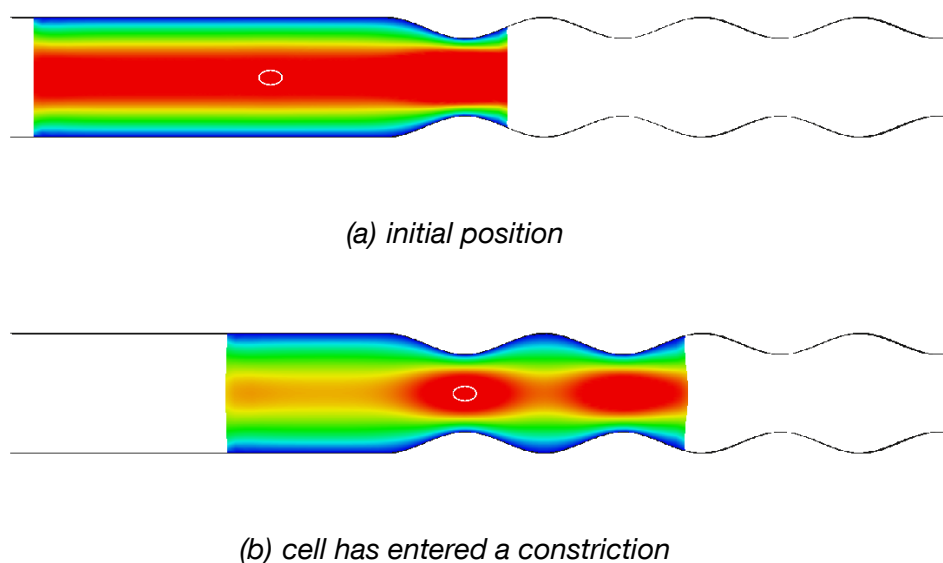 (a) initial position
(b) cell has entered a constriction